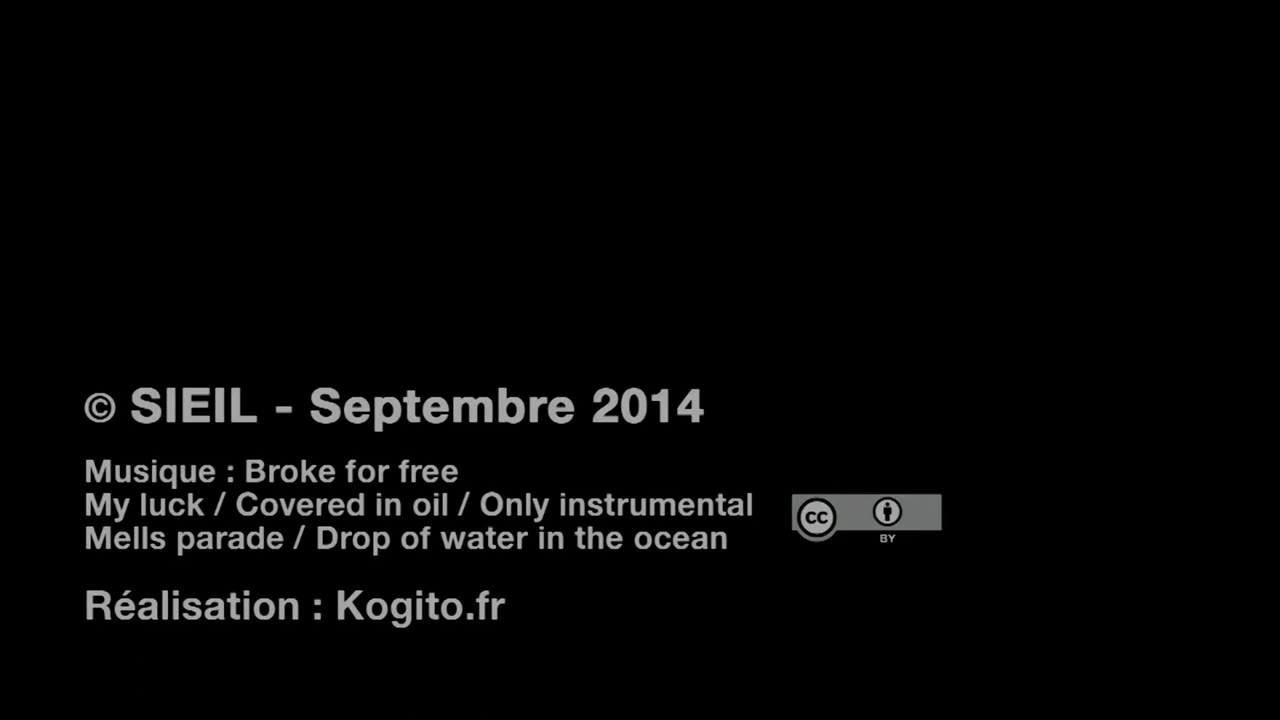 © SIEIL - Septembre 2014
Musique : Broke for free
My luck / Covered in oil / Only instrumental
Mells parade / Drop of water in the ocean
cc
BY
Réalisation : Kogito.fr